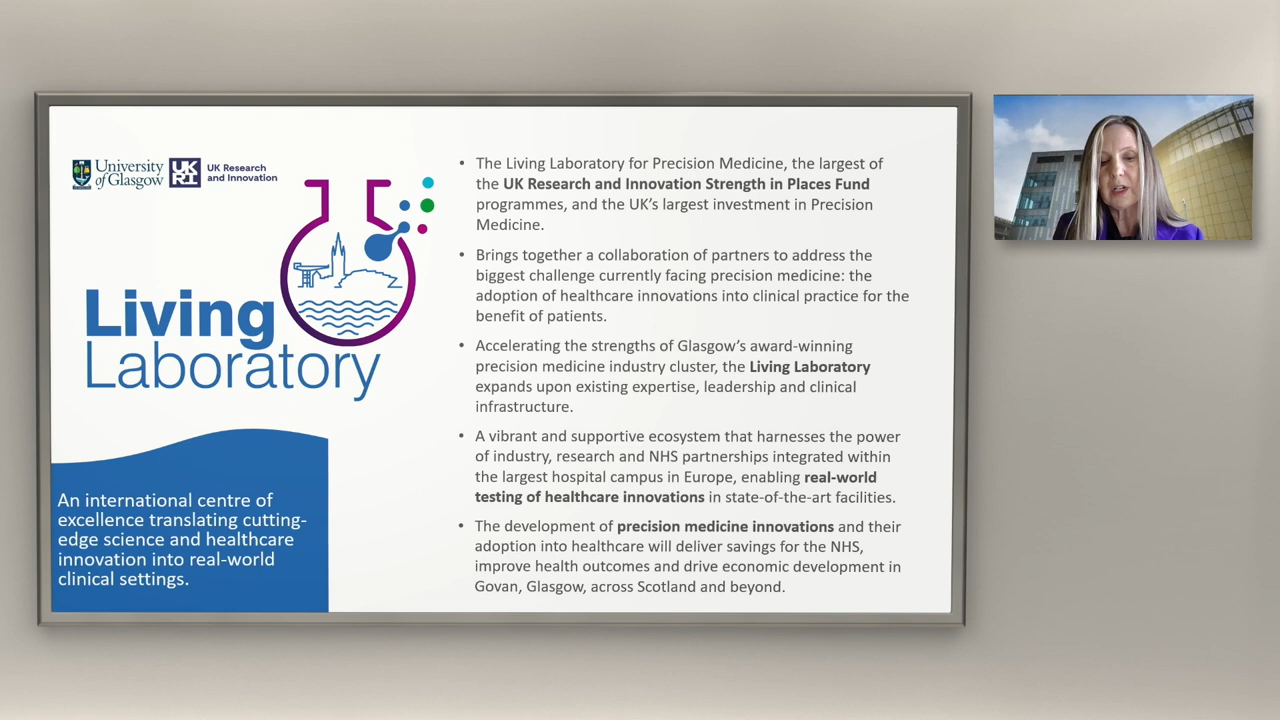 University
of Glasgow
UK
RI
UK Research
and Innovation
Living
Laboratory
An international centre of
excellence translating cutting-
edge science and healthcare
innovation into real-world
clinical settings.
• The Living Laboratory for Precision Medicine, the largest of
the UK Research and Innovation Strength in Places Fund
programmes, and the UK's largest investment in Precision
Medicine.
• Brings together a collaboration of partners to address the
biggest challenge currently facing precision medicine: the
adoption of healthcare innovations into clinical practice for the
benefit of patients.
• Accelerating the strengths of Glasgow's award-winning
precision medicine industry cluster, the Living Laboratory
expands upon existing expertise, leadership and clinical
infrastructure.
• A vibrant and supportive ecosystem that harnesses the power
of industry, research and NHS partnerships integrated within
the largest hospital campus in Europe, enabling real-world
testing of healthcare innovations in state-of-the-art facilities.
• The development of precision medicine innovations and their
adoption into healthcare will deliver savings for the NHS,
improve health outcomes and drive economic development in
Govan, Glasgow, across Scotland and beyond.